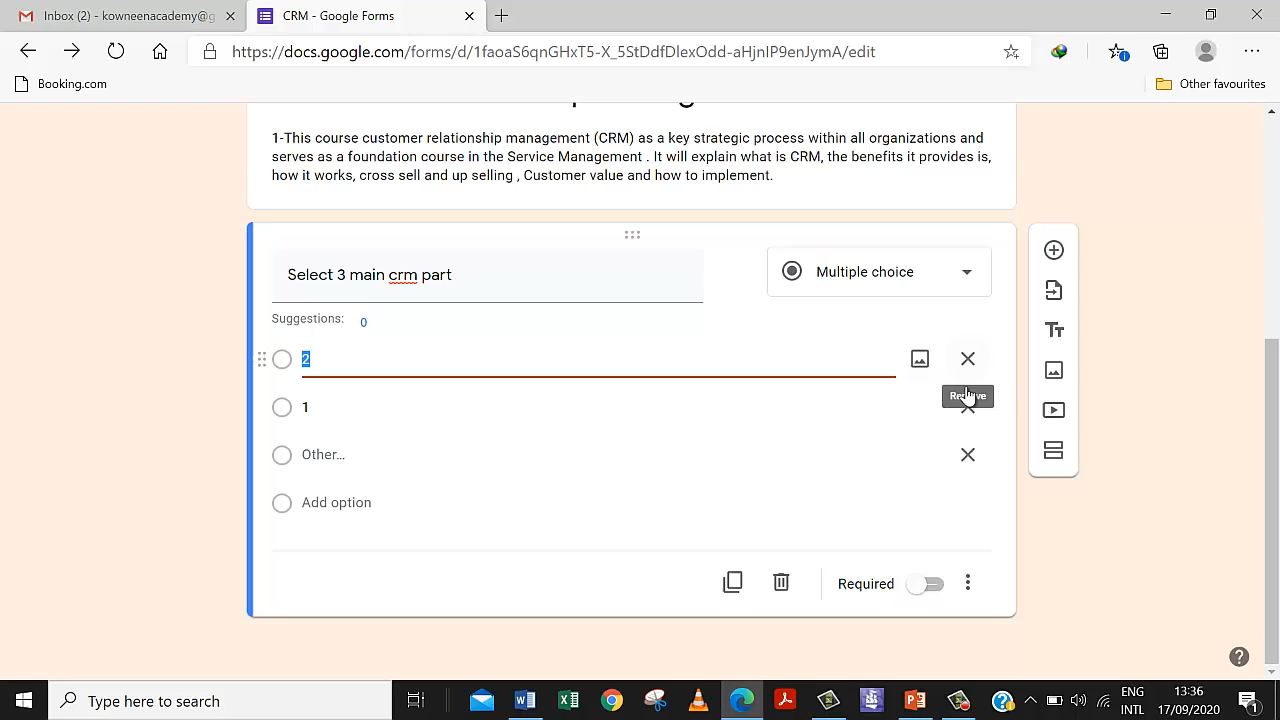 Inbox (2) - kowneenacademy@g
CRM - Google Forms
https://docs.google.com/forms/d/1faoaS6qnGHxT5-X_5StDdfDlexOdd-aHjnIP9enJymA/edit
Booking.com
Other favourites
1-This course customer relationship management (CRM) as a key strategic process within all organizations and
serves as a foundation course in the Service Management . It will explain what is CRM, the benefits it provides is,
how it works, cross sell and up selling , Customer value and how to implement.
Select 3 main crm part
Multiple choice
Suggestions: 0
2
Remove
1
Other...
Add option
Required
Type here to search
ENG
INTL
13:36
17/09/2020